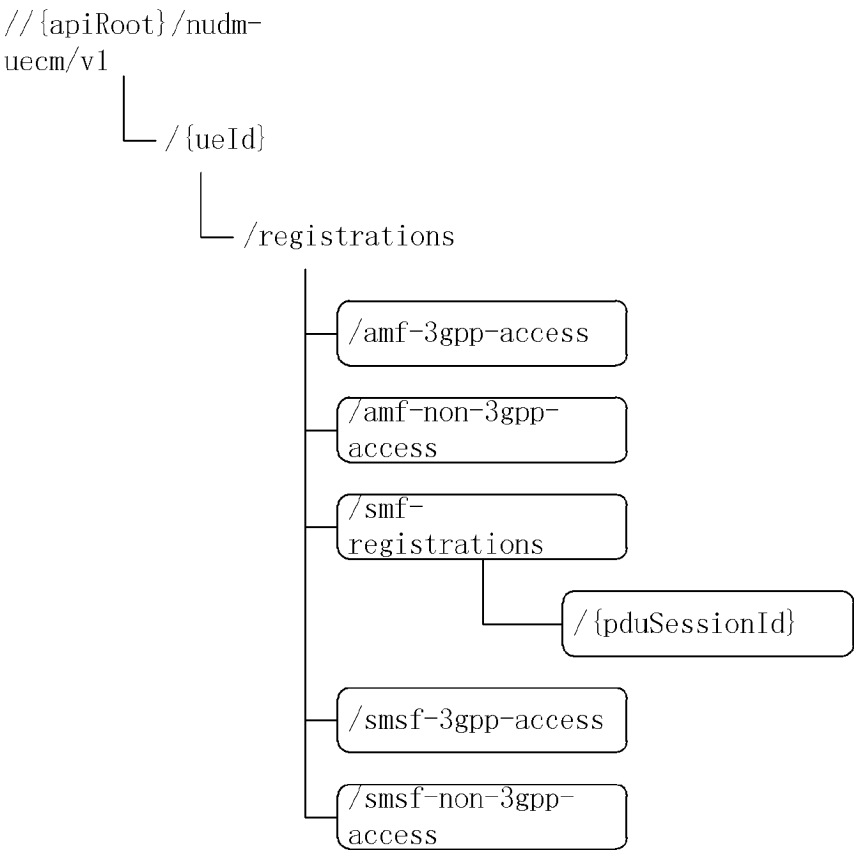 //{apiRoot}/nudm-
uecm/v1
/{ueId}
/registrations
/amf-3gpp-access
/amf-non-3gpp-
access
/smf-
registrations
/{pduSessionId}
/smsf-3gpp-access
/smsf-non-3gpp-
access